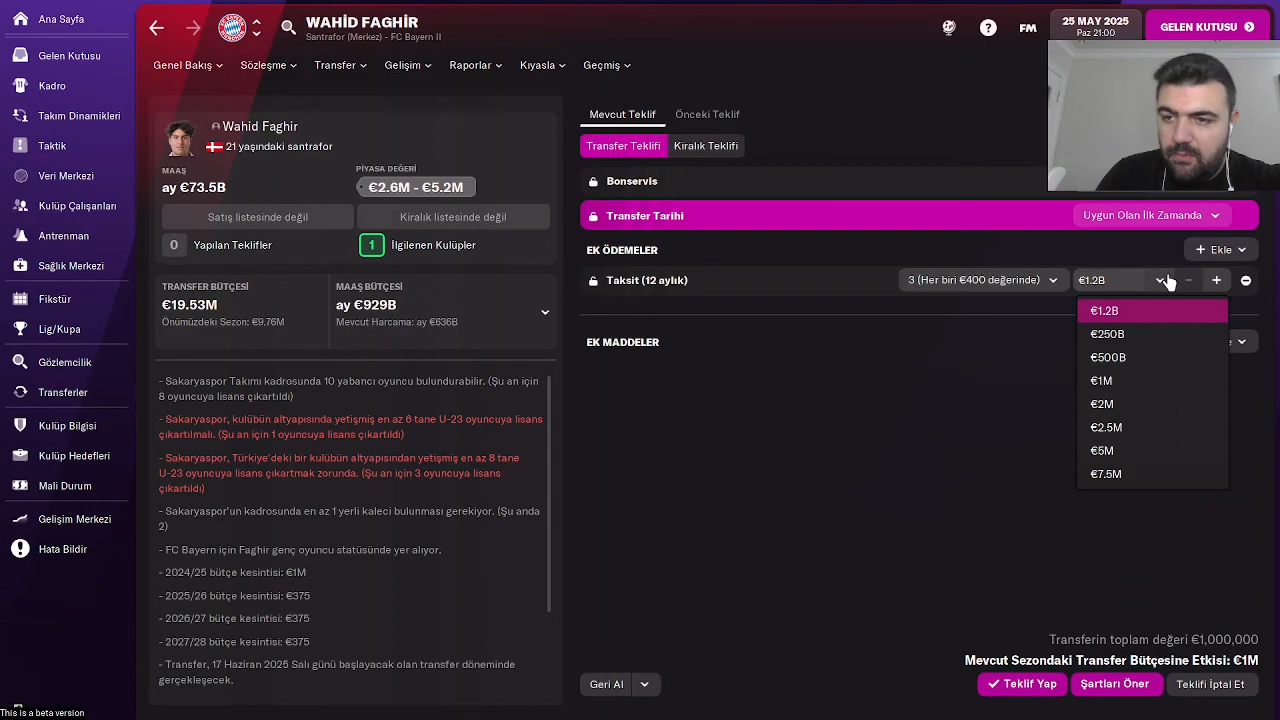 Ana Sayfa
Gelen Kutusu
Kadro
Takım Dinamikleri
Taktik
Veri Merkezi
Kulüp Çalışanları
Antrenman
Sağlık Merkezi
Fikstür
Lig/Kupa
Gözlemcilik
Transferler
Kulüp Bilgisi
Kulüp Hedefleri
Mali Durum
Gelişim Merkezi
Hata Bildir
This is a beta version
WAHİD FAGHİR
Santrafor (Merkez) - FC Bayern II
FM
25 MAY 2025
Paz 21:00
GELEN KUTUSU
Genel Bakış
Sözleşme
Transfer
Gelişim
Raporlar
Kıyasla
Geçmiş
Wahid Faghir
21 yaşındaki santrafor
MAAŞ
ay €73.5B
PİYASA DEĞERİ
€2.6M - €5.2M
Satış listesinde değil
Kiralık listesinde değil
0 Yapılan Teklifler
1 İlgilenen Kulüpler
TRANSFER BÜTÇESİ
€19.53M
Önümüzdeki Sezon: €9.76M
MAAŞ BÜTÇESİ
ay €929B
Mevcut Harcama: ay €636B
- Sakaryaspor Takımı kadrosunda 10 yabancı oyuncu bulundurabilir. (Şu an için
8 oyuncuya lisans çıkartıldı)
- Sakaryaspor, kulübün altyapısında yetişmiş en az 6 tane U-23 oyuncuya lisans
çıkartılmalı. (Şu an için 1 oyuncuya lisans çıkartıldı)
- Sakaryaspor, Türkiye'deki bir kulübün altyapısından yetişmiş en az 8 tane
U-23 oyuncuya lisans çıkartmak zorunda. (Şu an için 3 oyuncuya lisans
çıkartıldı)
- Sakaryaspor'un kadrosunda en az 1 yerli kaleci bulunması gerekiyor. (Şu anda
2)
- FC Bayern için Faghir genç oyuncu statüsünde yer alıyor.
- 2024/25 bütçe kesintisi: €1M
- 2025/26 bütçe kesintisi: €375
- 2026/27 bütçe kesintisi: €375
- 2027/28 bütçe kesintisi: €375
- Transfer, 17 Haziran 2025 Salı günü başlayacak olan transfer döneminde
gerçekleşecek.
Mevcut Teklif
Önceki Teklif
Transfer Teklifi
Kiralık Teklifi
Bonservis
Transfer Tarihi
Uygun Olan İlk Zamanda
EK ÖDEMELER
Ekle
Taksit (12 aylık)
3 (Her biri €400 değerinde)
€1.2B
€1.2B
€250B
€500B
€1M
€2M
€2.5M
€5M
€7.5M
EK MADDELER
Transferin toplam değeri €1,000,000
Mevcut Sezondaki Transfer Bütçesine Etkisi: €1M
Geri Al
Teklif Yap
Şartları Öner
Teklifi İptal Et